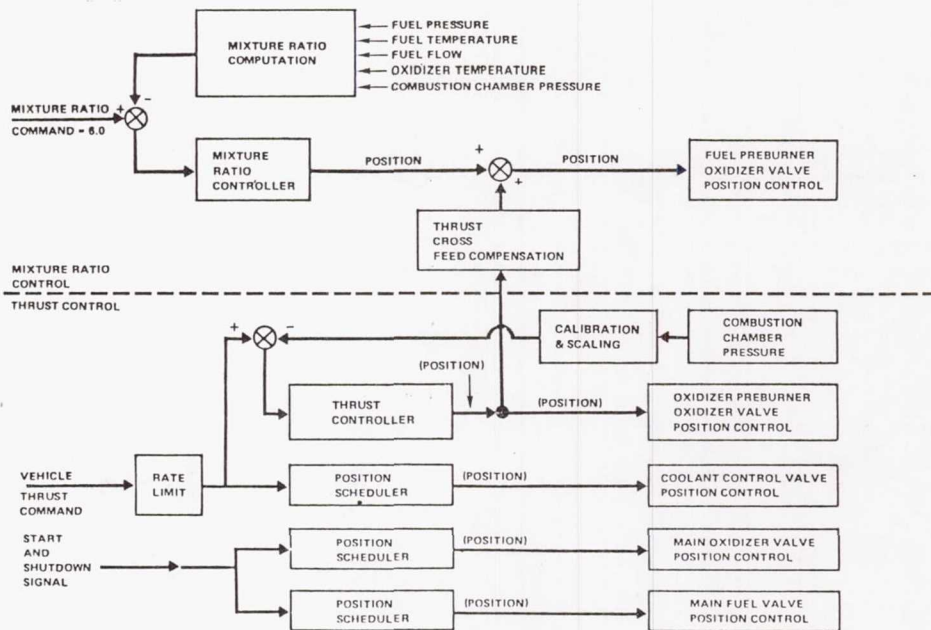 MIXTURE RATIO
COMPUTATION
FUEL PRESSURE
FUEL TEMPERATURE
FUEL FLOW
OXIDIZER TEMPERATURE
COMBUSTION CHAMBER PRESSURE
MIXTURE RATIO
COMMAND = 6.0
+
-
MIXTURE
RATIO
CONTROLLER
POSITION
+
+
POSITION
FUEL PREBURNER
OXIDIZER VALVE
POSITION CONTROL
THRUST
CROSS
FEED COMPENSATION
MIXTURE RATIO
CONTROL
THRUST CONTROL
+
-
CALIBRATION
& SCALING
COMBUSTION
CHAMBER
PRESSURE
(POSITION)
THRUST
CONTROLLER
(POSITION)
OXIDIZER PREBURNER
OXIDIZER VALVE
POSITION CONTROL
VEHICLE
THRUST
COMMAND
RATE
LIMIT
POSITION
SCHEDULER
(POSITION)
COOLANT CONTROL VALVE
POSITION CONTROL
START
AND
SHUTDOWN
SIGNAL
POSITION
SCHEDULER
(POSITION)
MAIN OXIDIZER VALVE
POSITION CONTROL
POSITION
SCHEDULER
(POSITION)
MAIN FUEL VALVE
POSITION CONTROL